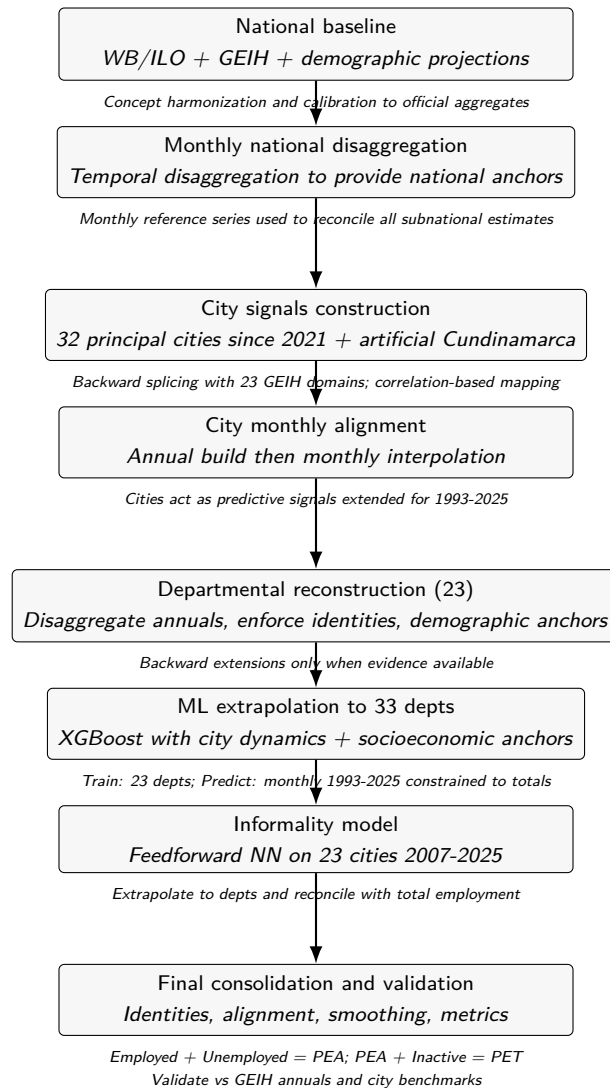 National baseline
WB/ILO + GEIH + demographic projections
Concept harmonization and calibration to official aggregates
Monthly national disaggregation
Temporal disaggregation to provide national anchors
Monthly reference series used to reconcile all subnational estimates
City signals construction
32 principal cities since 2021 + artificial Cundinamarca
Backward splicing with 23 GEIH domains; correlation-based mapping
City monthly alignment
Annual build then monthly interpolation
Cities act as predictive signals extended for 1993-2025
Departmental reconstruction (23)
Disaggregate annuals, enforce identities, demographic anchors
Backward extensions only when evidence available
ML extrapolation to 33 depts
XGBoost with city dynamics + socioeconomic anchors
Train: 23 depts; Predict: monthly 1993-2025 constrained to totals
Informality model
Feedforward NN on 23 cities 2007-2025
Extrapolate to depts and reconcile with total employment
Final consolidation and validation
Identities, alignment, smoothing, metrics
Employed + Unemployed = PEA; PEA + Inactive = PET
Validate vs GEIH annuals and city benchmarks